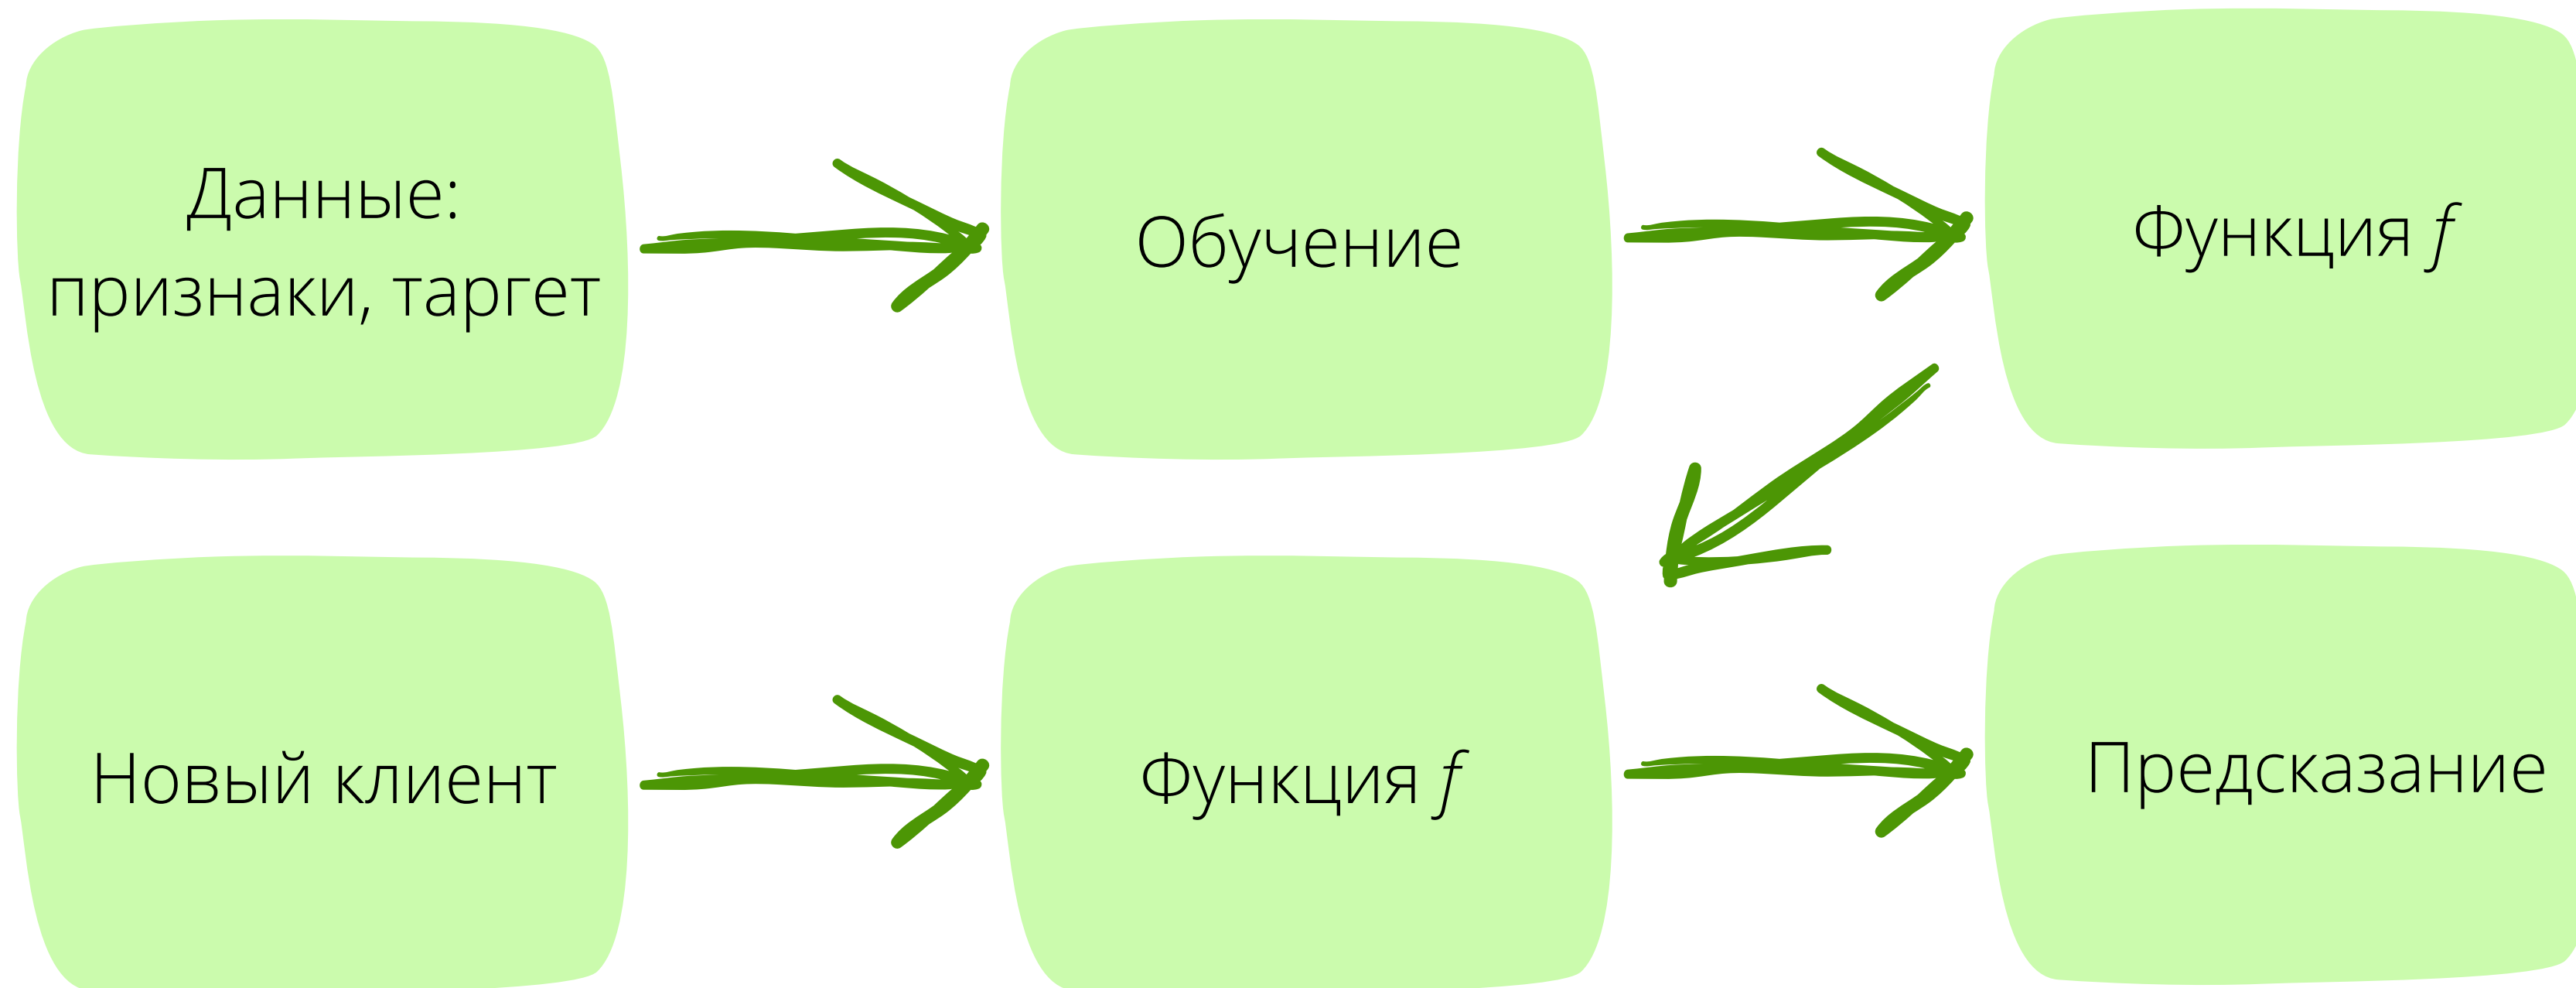 Данные:
признаки, таргет
Обучение
Функция f
Новый клиент
Функция f
Предсказание